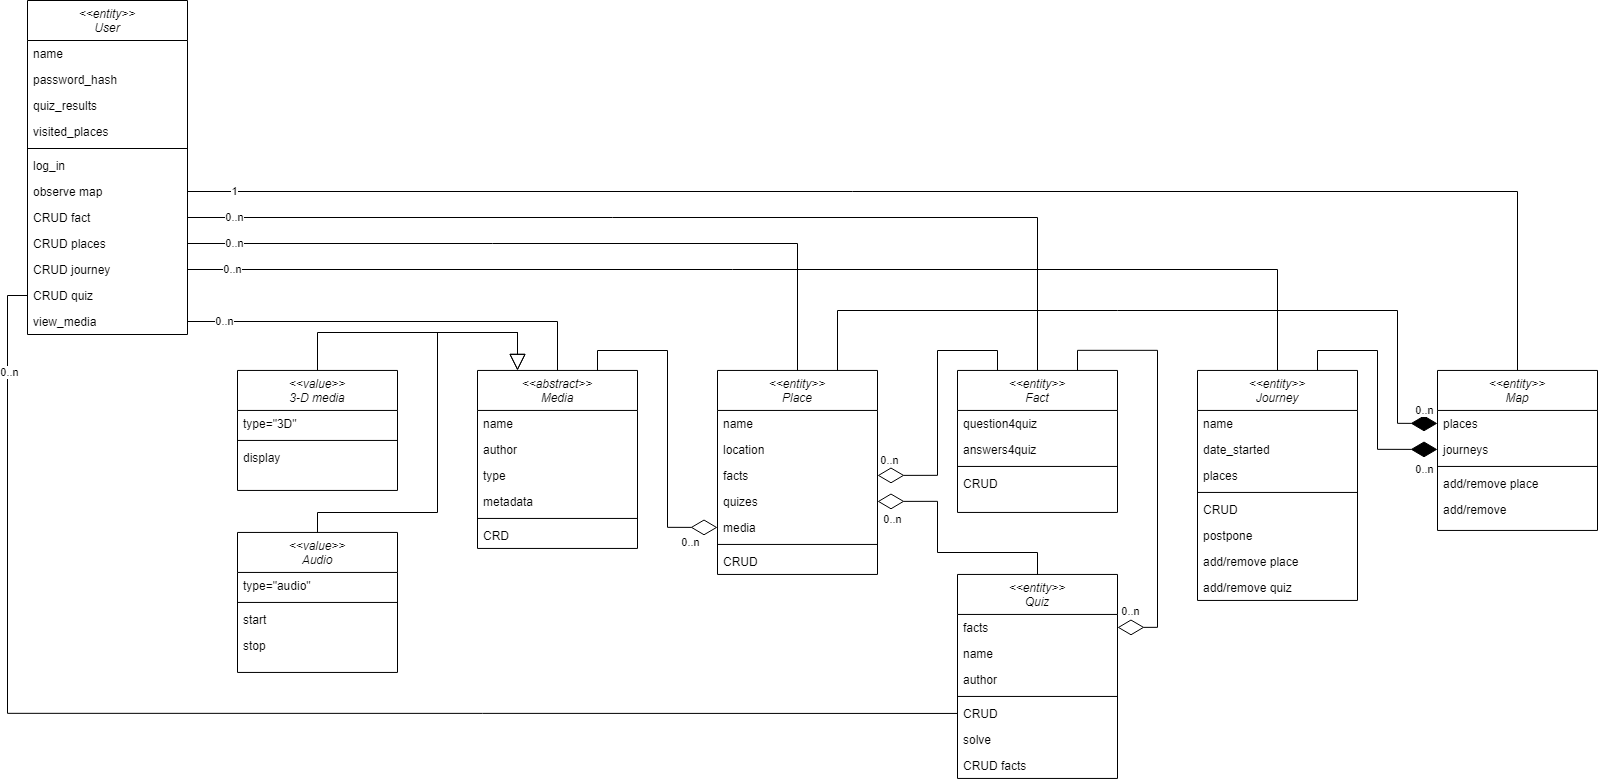 <<entity>>
User
name
password_hash
quiz_results
visited_places
log_in
observe map
1
CRUD fact
0..n
CRUD places
0..n
CRUD journey
0..n
CRUD quiz
view_media
0..n
0..n
<<value>>
3-D media
type="3D"
display
<<value>>
Audio
type="audio"
start
stop
<<abstract>>
Media
name
author
type
metadata
CRD
0..n
<<entity>>
Place
name
location
facts
quizes
media
CRUD
0..n
0..n
<<entity>>
Fact
question4quiz
answers4quiz
CRUD
<<entity>>
Quiz
facts
name
author
CRUD
solve
CRUD facts
0..n
<<entity>>
Journey
name
date_started
places
CRUD
postpone
add/remove place
add/remove quiz
0..n
0..n
<<entity>>
Map
places
journeys
add/remove place
add/remove